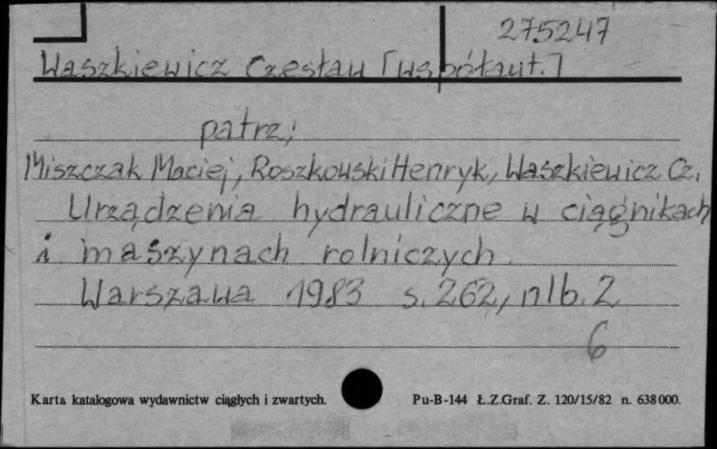 275247
Waszkiewicz Czesław [współaut.]
patrz;
Miszczak Maciej, Roszkowski Henryk, Waszkiewicz Cz.
Urządzenia hydrauliczne w ciągnikach
i maszynach rolniczych.
Warszawa 1983 s. 262, nlb. 2
6
Karta katalogowa wydawnictw ciągłych i zwartych. Pu-B-144 Ł.Z.Graf. Z. 120/15/82 n. 638000.